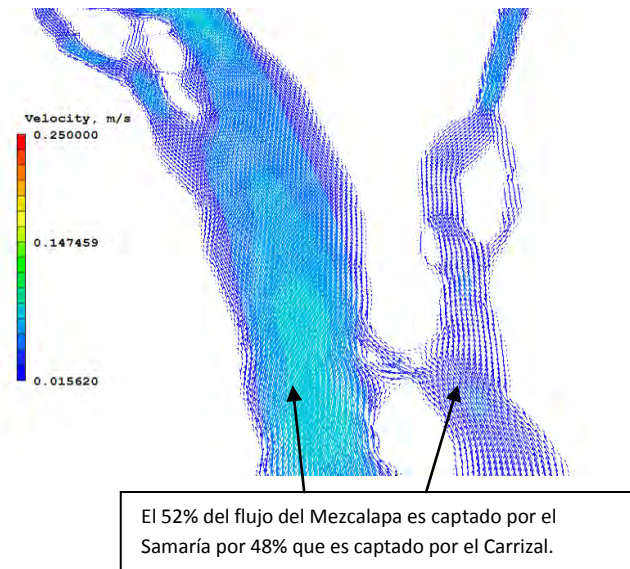 Velocity, m/s
0.250000
0.147459
0.015620
El 52% del flujo del Mezcalapa es captado por el
Samaría por 48% que es captado por el Carrizal.